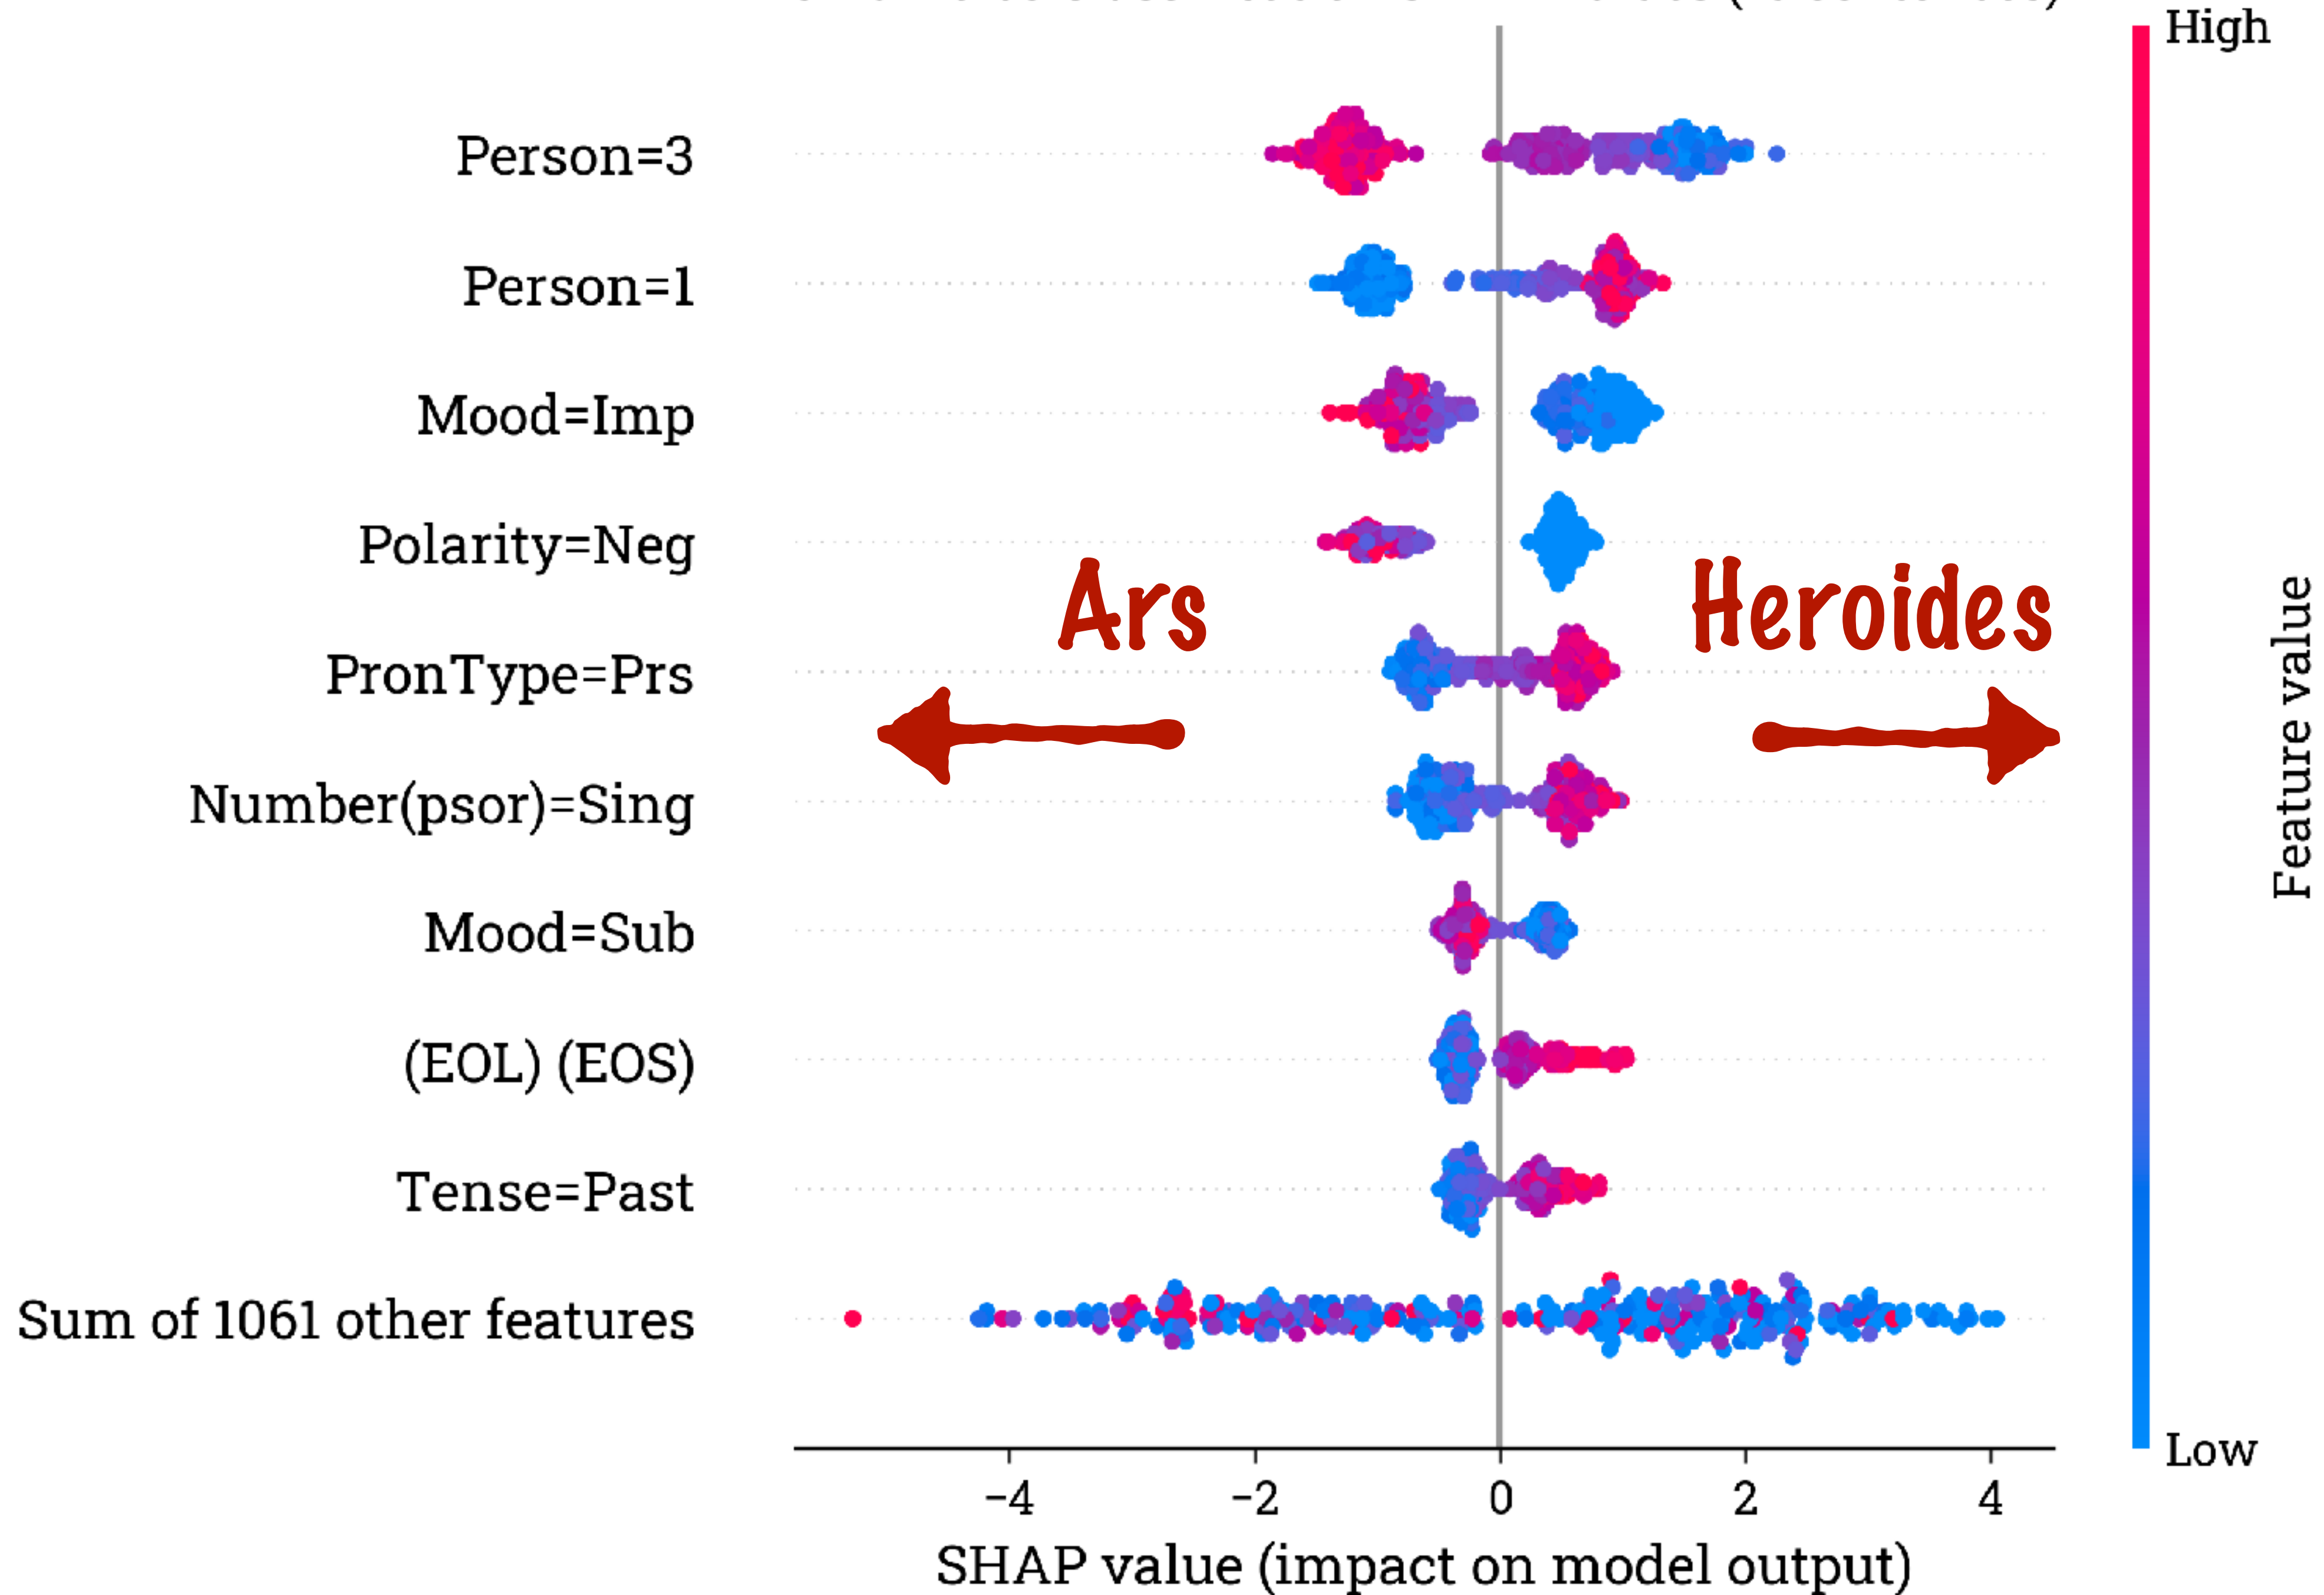 High
Person=3
Person=1
Mood=Imp
Polarity=Neg
Ars
Heroides
PronType=Prs
Number(psor)=Sing
Mood=Sub
(EOL) (EOS)
Tense=Past
Sum of 1061 other features
Feature value
Low
−4 −2 0 2 4
SHAP value (impact on model output)